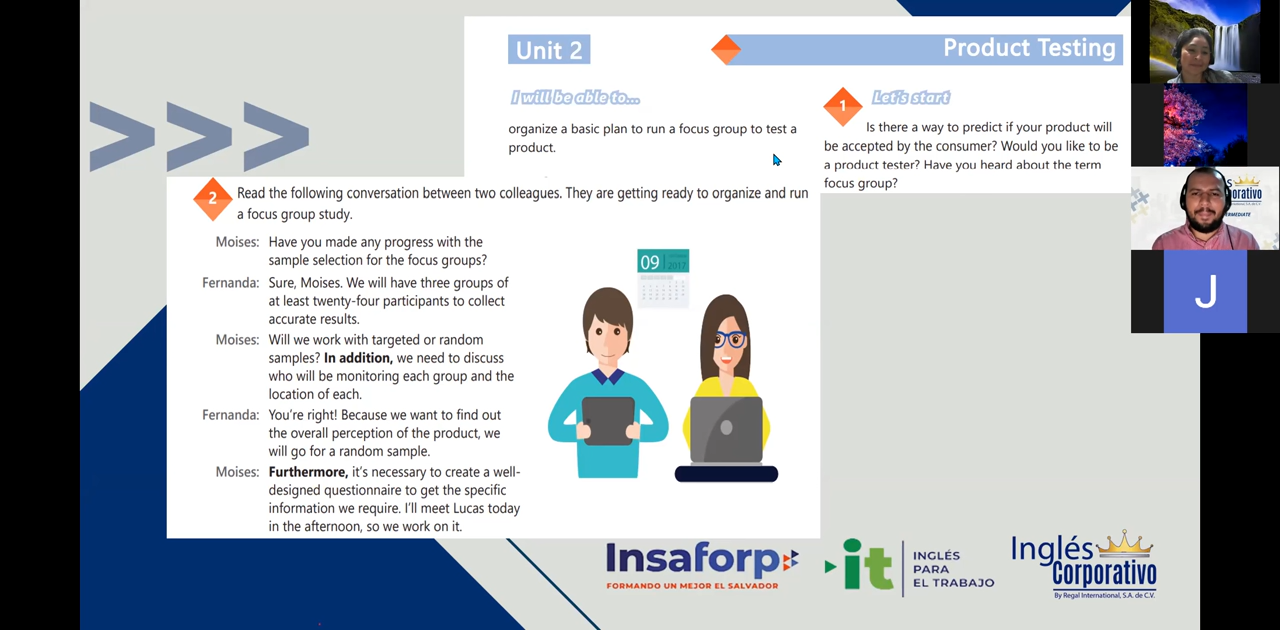 Unit 2
Product Testing
I will be able to...
organize a basic plan to run a focus group to test a
product.
1
Let's start
Is there a way to predict if your product will
be accepted by the consumer? Would you like to be
a product tester? Have you heard about the term
focus group?
2
Read the following conversation between two colleagues. They are getting ready to organize and run
a focus group study.
Moises: Have you made any progress with the
sample selection for the focus groups?
Fernanda: Sure, Moises. We will have three groups of
at least twenty-four participants to collect
accurate results.
Moises: Will we work with targeted or random
samples? In addition, we need to discuss
who will be monitoring each group and the
location of each.
Fernanda: You're right! Because we want to find out
the overall perception of the product, we
will go for a random sample.
Moises: Furthermore, it's necessary to create a well-
designed questionnaire to get the specific
information we require. I'll meet Lucas today
in the afternoon, so we work on it.
09
2017
Insaforp
FORMANDO UN MEJOR EL SALVADOR
it
INGLÉS
PARA
EL TRABAJO
Inglés
Corporativo
By Regal International, S.A. de C.V.
J